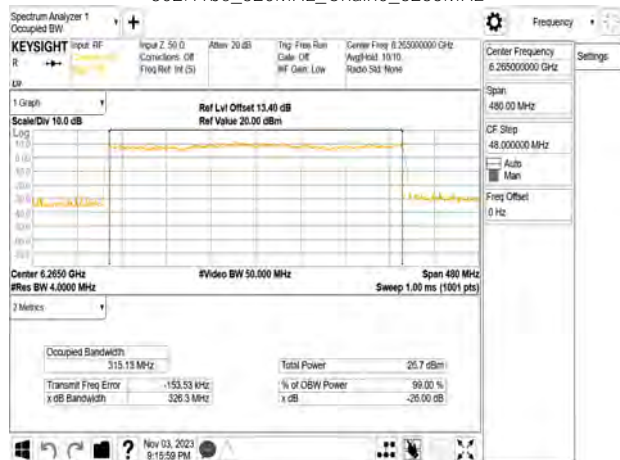 Spectrum Analyzer 1
Occupied BW
Frequency
KEYSIGHT
Input: RF
R
Input Z: 50 Ω
Corrections: Off
Freq Ref: Int (S)
Atten: 20 dB
Trig: Free Run
Gate: Off
#IF Gain: Low
Center Freq: 6.265000000 GHz
Avg|Hold: 10/10
Radio Std: None
Center Frequency
6.265000000 GHz
Settings
Span
480.00 MHz
CF Step
48.000000 MHz
Auto
Man
Freq Offset
0 Hz
1 Graph
Scale/Div 10.0 dB
Ref Lvl Offset 13.40 dB
Ref Value 20.00 dBm
Log
Center 6.2650 GHz
#Res BW 4.0000 MHz
#Video BW 50.000 MHz
Span 480 MHz
Sweep 1.00 ms (1001 pts)
2 Metrics
Occupied Bandwidth
315.13 MHz
Total Power
26.7 dBm
Transmit Freq Error
-153.53 kHz
% of OBW Power
99.00 %
x dB Bandwidth
326.3 MHz
x dB
-26.00 dB
?
Nov 03, 2023
9:15:59 PM